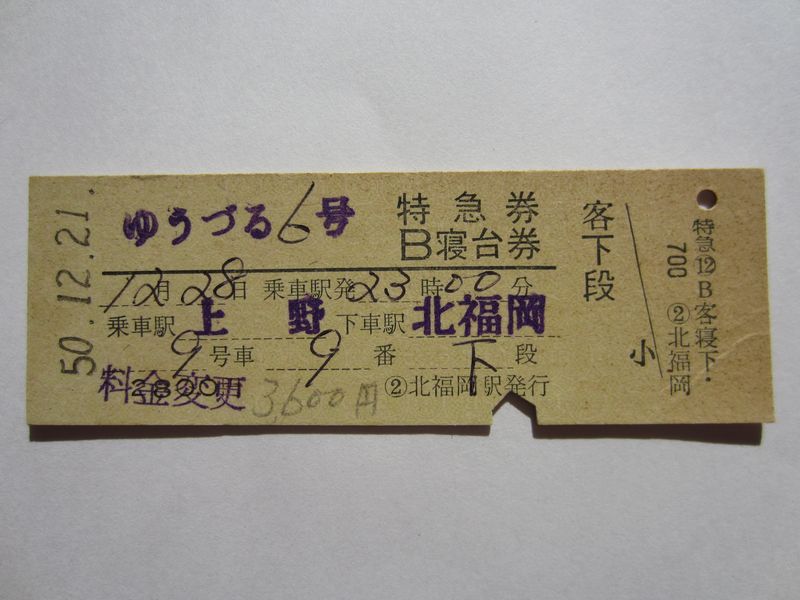 50.12.21.
ゆうづる6号
特急券
B寝台券
12月28日 乗車駅発23時00分
乗車駅 上野 下車駅 北福岡
9号車 9番 下段
料金変更 3,600円 ②北福岡駅発行
客下段
小
特急⑫B客寝下・
700 ②北福岡